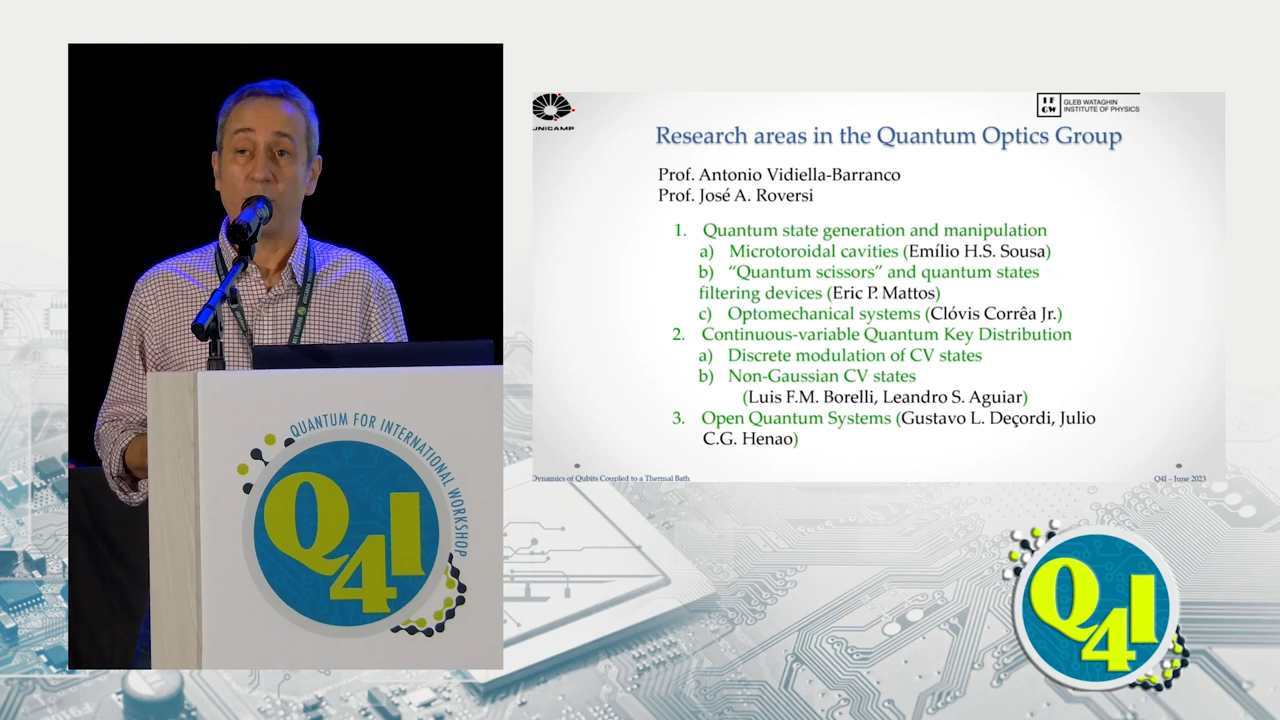 QUANTUM FOR INTERNATIONAL WORKSHOP
Q4I
UNICAMP
IFGW
GLEB WATAGHIN
INSTITUTE OF PHYSICS
Research areas in the Quantum Optics Group
Prof. Antonio Vidiella-Barranco
Prof. José A. Roversi
1. Quantum state generation and manipulation
a) Microtoroidal cavities (Emílio H.S. Sousa)
b) “Quantum scissors” and quantum states
filtering devices (Eric P. Mattos)
c) Optomechanical systems (Clóvis Corrêa Jr.)
2. Continuous-variable Quantum Key Distribution
a) Discrete modulation of CV states
b) Non-Gaussian CV states
(Luis F.M. Borelli, Leandro S. Aguiar)
3. Open Quantum Systems (Gustavo L. Deçordi, Julio
C.G. Henao)
Dynamics of Qubits Coupled to a Thermal Bath
Q4I – June 2023
Q4I